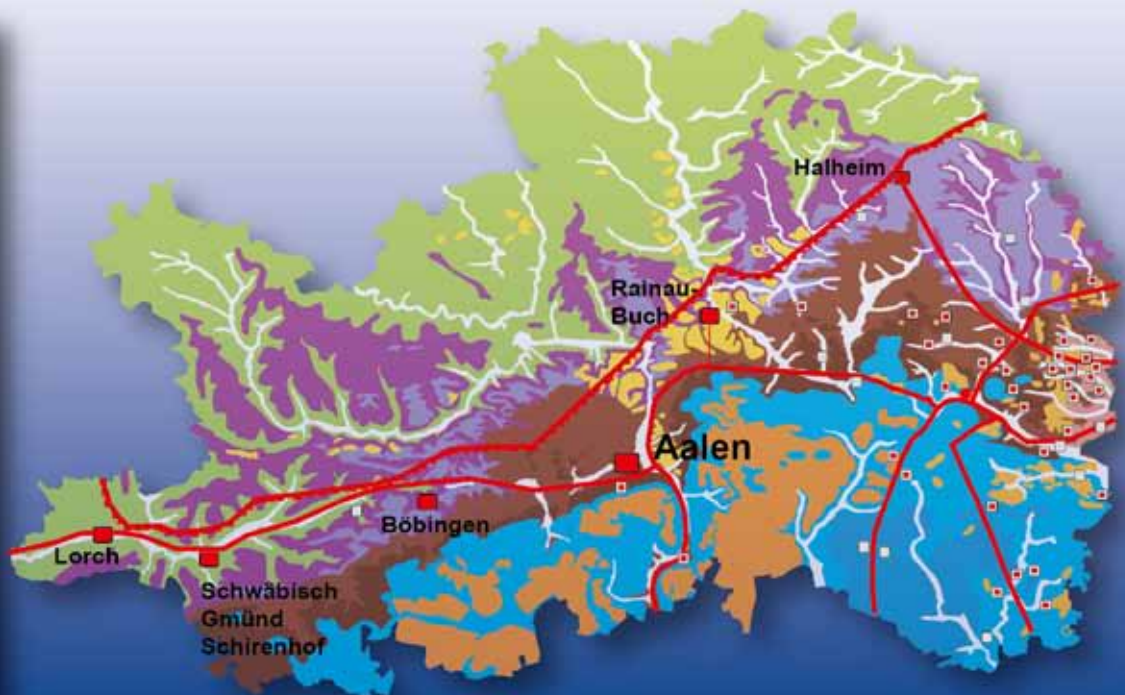 Halheim
Rainau-
Buch
Aalen
Böbingen
Lorch
Schwäbisch
Gmünd
Schirenhof